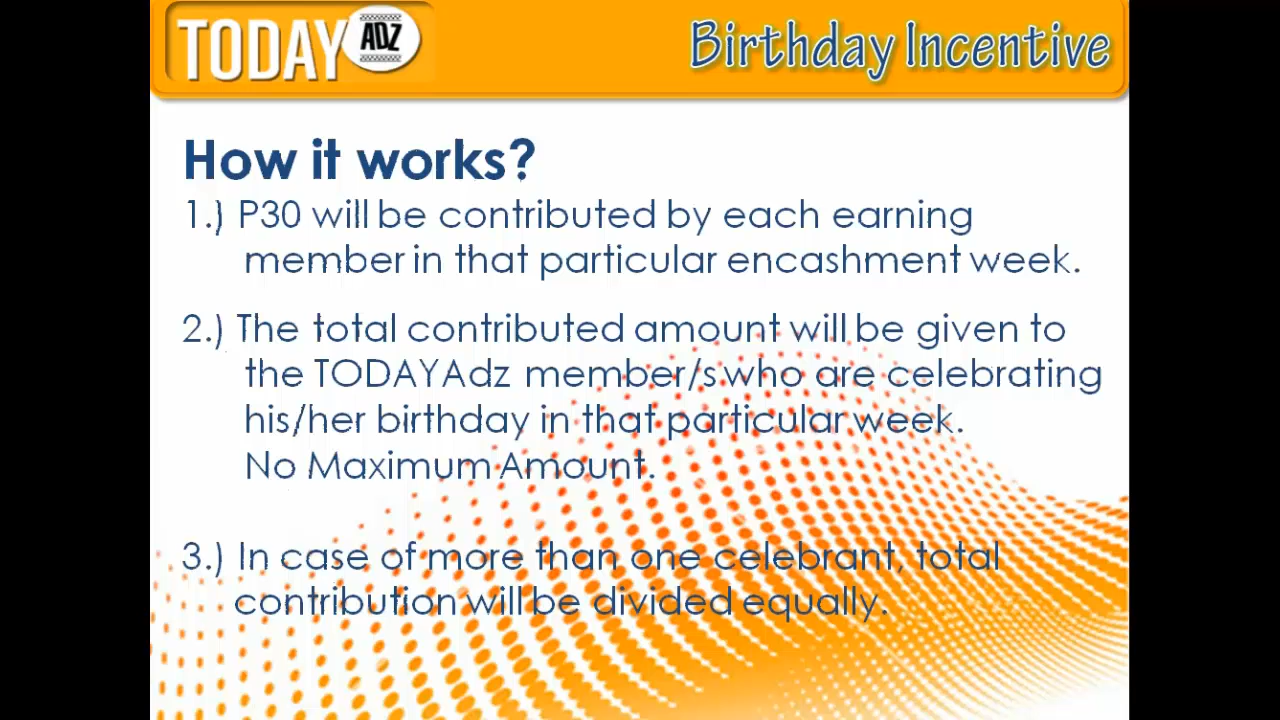 TODAY ADZ
Birthday Incentive
How it works?
1.) P30 will be contributed by each earning
member in that particular encashment week.
2.) The total contributed amount will be given to
the TODAYAdz member/s who are celebrating
his/her birthday in that particular week.
No Maximum Amount.
3.) In case of more than one celebrant, total
contribution will be divided equally.